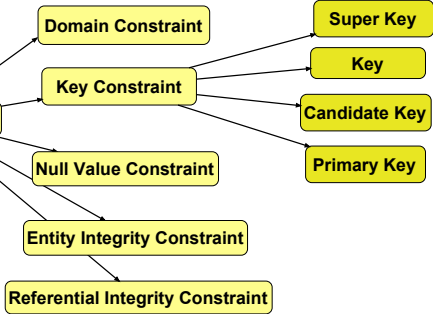 Domain Constraint
Key Constraint
Null Value Constraint
Entity Integrity Constraint
Referential Integrity Constraint
Super Key
Key
Candidate Key
Primary Key